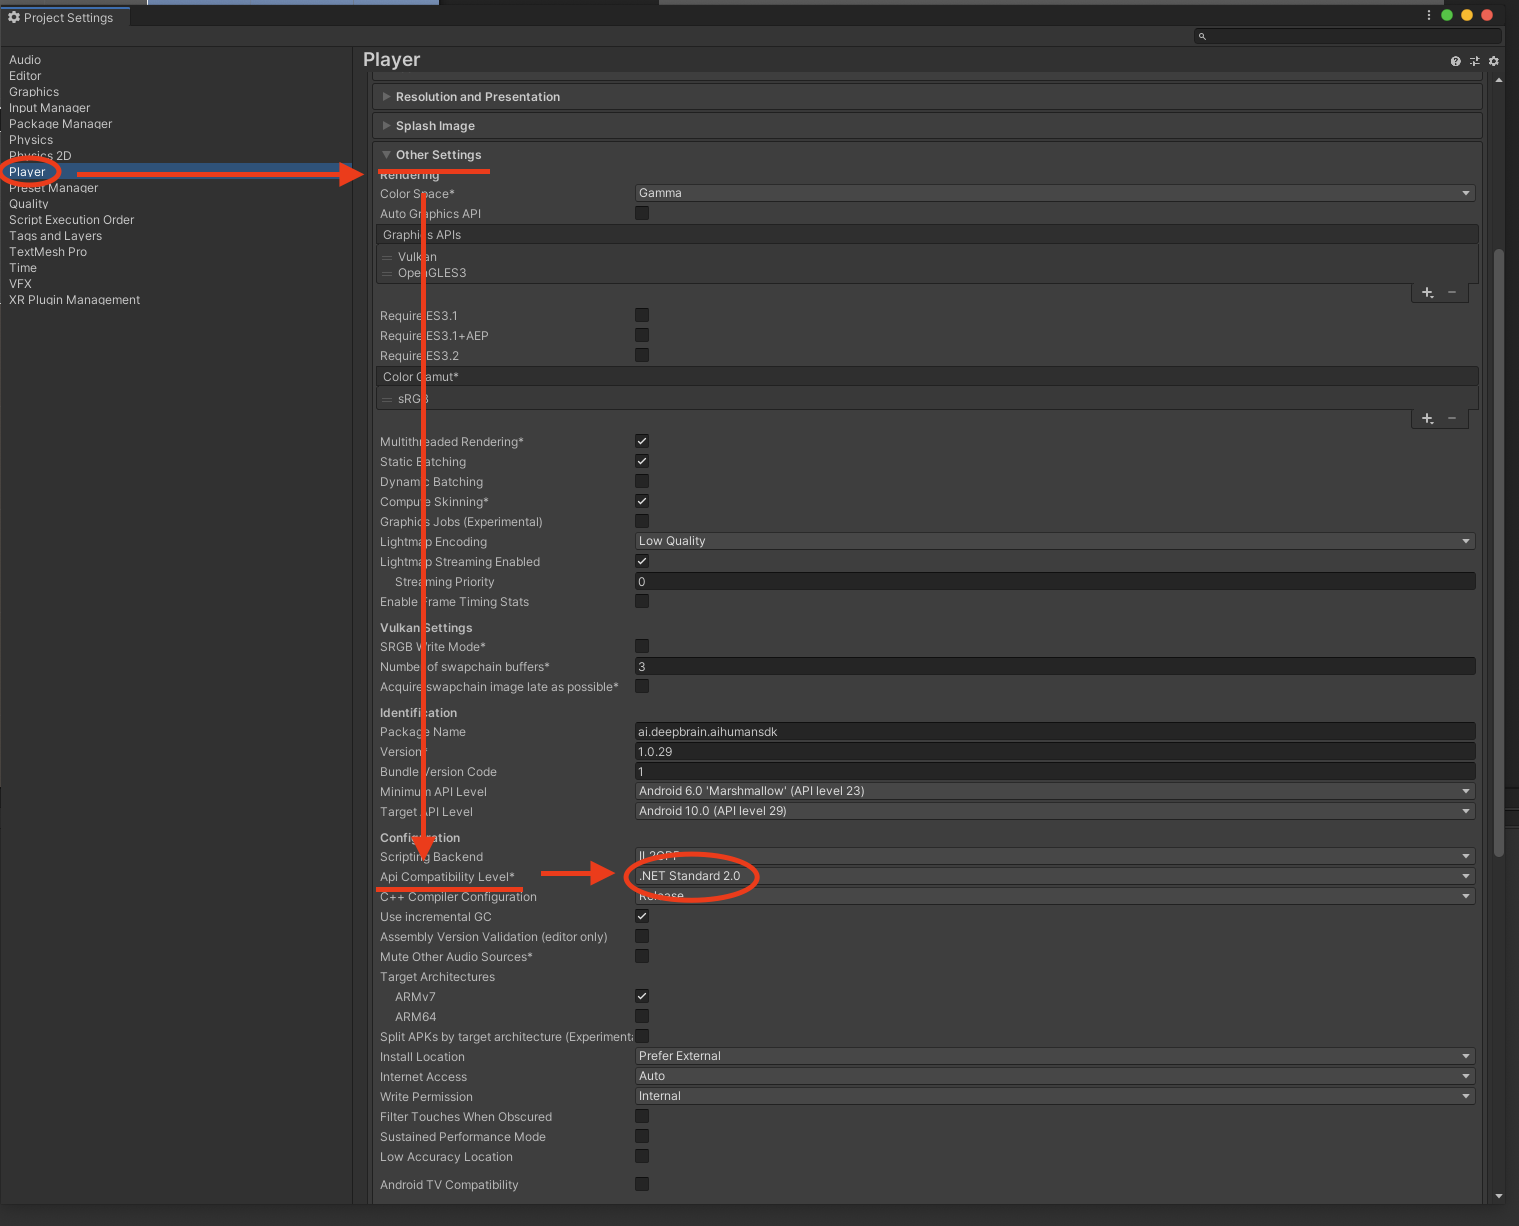 Project Settings
Audio
Editor
Graphics
Input Manager
Package Manager
Physics
Physics 2D
Player
Preset Manager
Quality
Script Execution Order
Tags and Layers
TextMesh Pro
Time
VFX
XR Plugin Management
Player
Resolution and Presentation
Splash Image
Other Settings
Rendering
Color Space* Gamma
Auto Graphics API
Graphics APIs
Vulkan
OpenGLES3
Require ES3.1
Require ES3.1+AEP
Require ES3.2
Color Gamut*
sRGB
Multithreaded Rendering*
Static Batching
Dynamic Batching
Compute Skinning*
Graphics Jobs (Experimental)
Lightmap Encoding Low Quality
Lightmap Streaming Enabled
Streaming Priority 0
Enable Frame Timing Stats
Vulkan Settings
SRGB Write Mode*
Number of swapchain buffers* 3
Acquire swapchain image late as possible*
Identification
Package Name ai.deepbrain.aihumansdk
Version* 1.0.29
Bundle Version Code 1
Minimum API Level Android 6.0 'Marshmallow' (API level 23)
Target API Level Android 10.0 (API level 29)
Configuration
Scripting Backend IL2CPP
Api Compatibility Level* .NET Standard 2.0
C++ Compiler Configuration Release
Use incremental GC
Assembly Version Validation (editor only)
Mute Other Audio Sources*
Target Architectures
ARMv7
ARM64
Split APKs by target architecture (Experimenta
Install Location Prefer External
Internet Access Auto
Write Permission Internal
Filter Touches When Obscured
Sustained Performance Mode
Low Accuracy Location
Android TV Compatibility